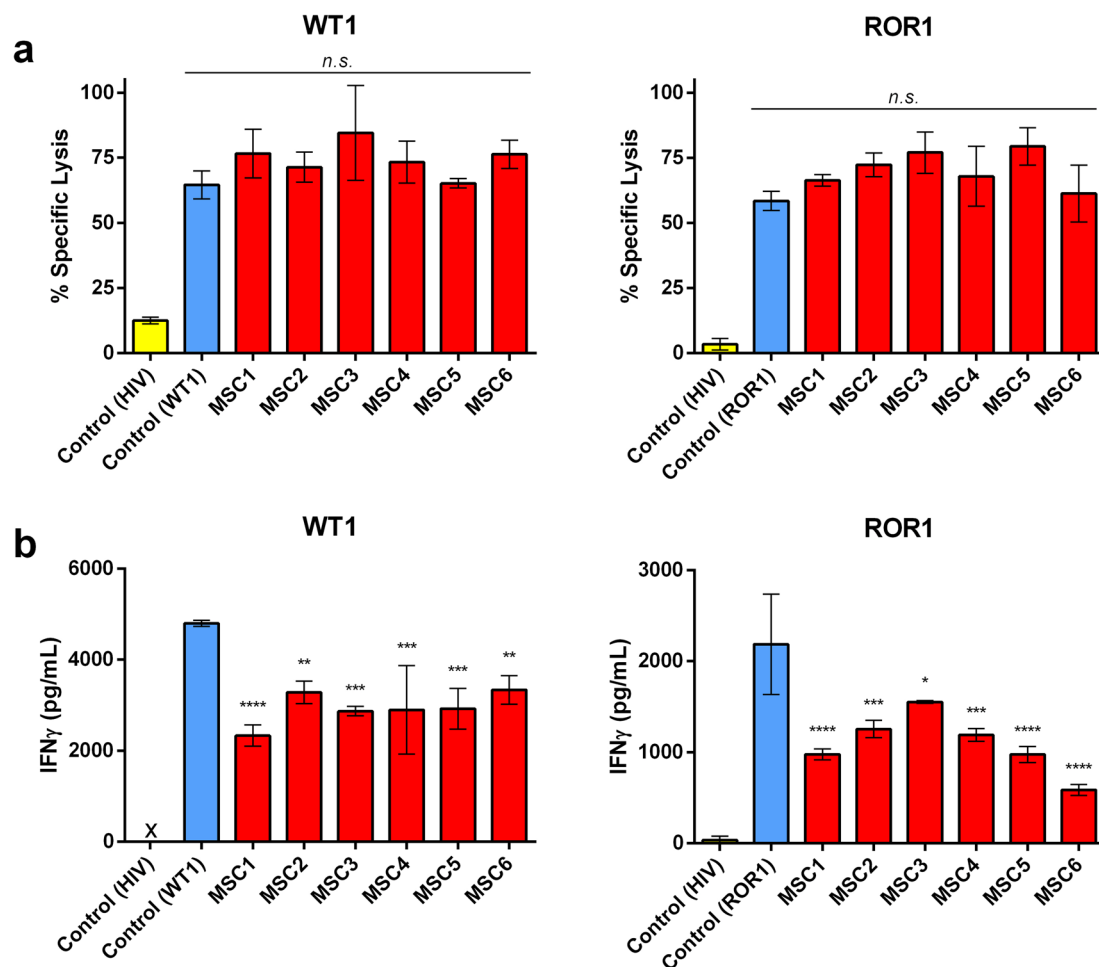 a
WT1
n.s.
% Specific Lysis
100
75
50
25
0
Control (HIV)
Control (WT1)
MSC1
MSC2
MSC3
MSC4
MSC5
MSC6
ROR1
n.s.
% Specific Lysis
100
75
50
25
0
Control (HIV)
Control (ROR1)
MSC1
MSC2
MSC3
MSC4
MSC5
MSC6
b
WT1
IFNγ (pg/mL)
6000
4000
2000
0
X
****
**
***
***
***
**
Control (HIV)
Control (WT1)
MSC1
MSC2
MSC3
MSC4
MSC5
MSC6
ROR1
IFNγ (pg/mL)
3000
2000
1000
0
****
***
*
***
****
****
Control (HIV)
Control (ROR1)
MSC1
MSC2
MSC3
MSC4
MSC5
MSC6